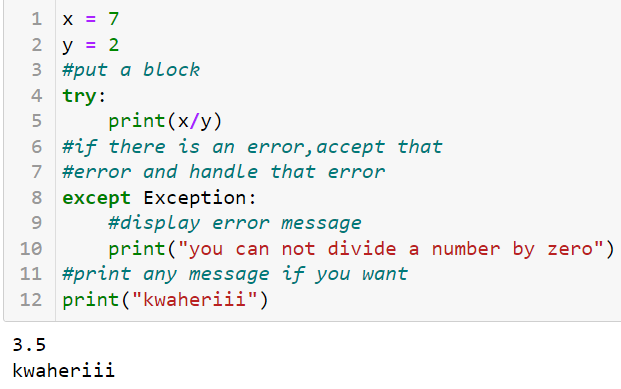 1 x = 7
2 y = 2
3 #put a block
4 try:
5     print(x/y)
6 #if there is an error,accept that
7 #error and handle that error
8 except Exception:
9     #display error message
10     print("you can not divide a number by zero")
11 #print any message if you want
12 print("kwaheriii")
3.5
kwaheriii